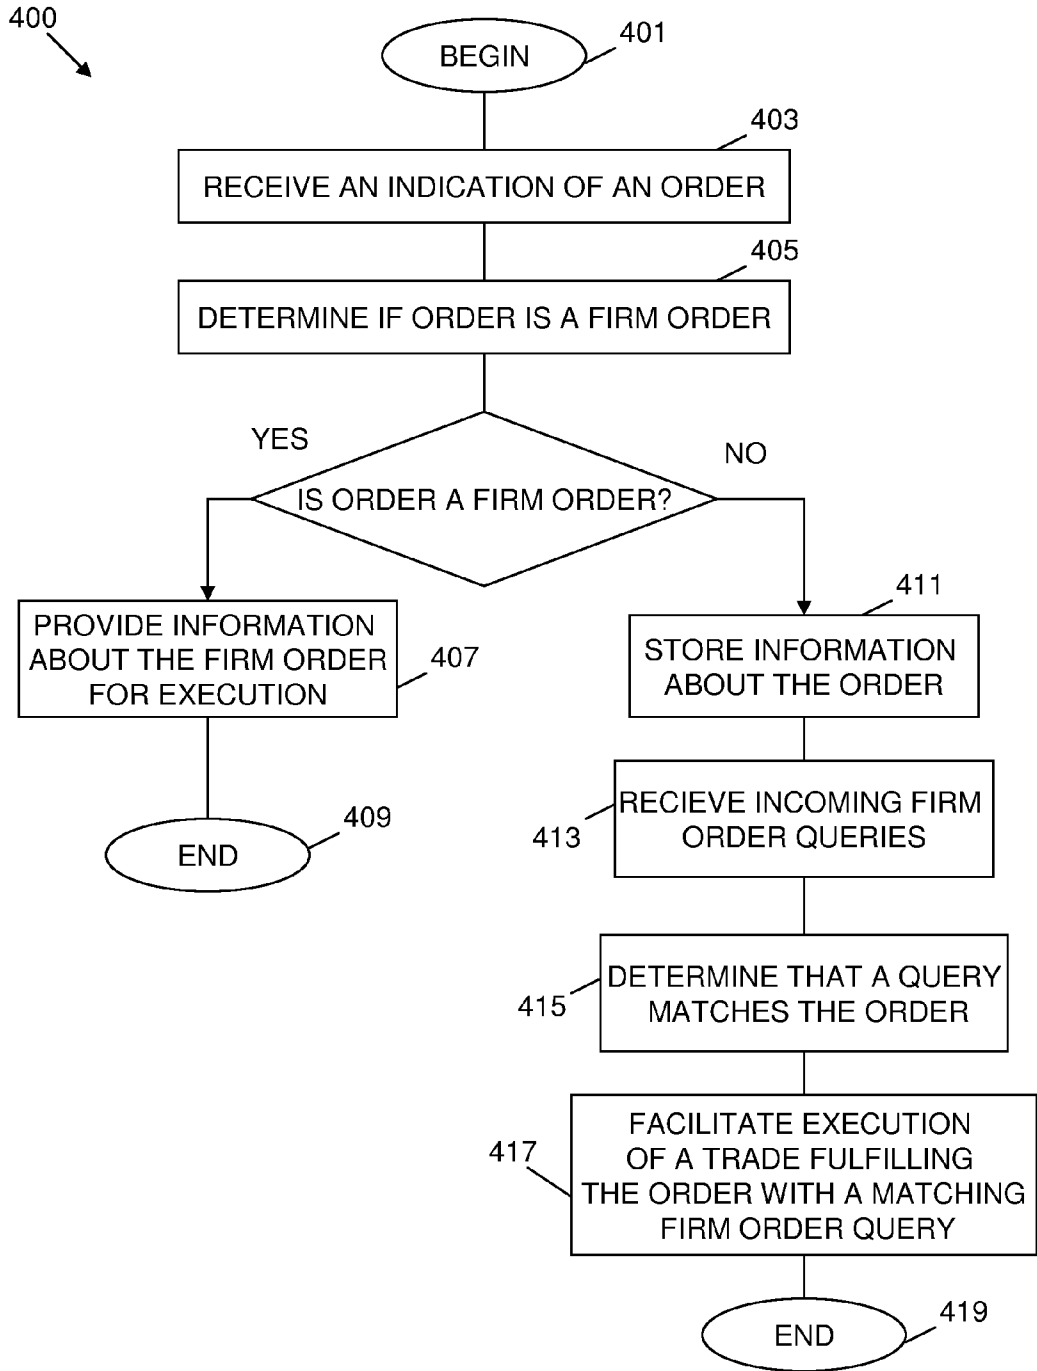 400
BEGIN
401
403
RECEIVE AN INDICATION OF AN ORDER
405
DETERMINE IF ORDER IS A FIRM ORDER
YES
NO
IS ORDER A FIRM ORDER?
PROVIDE INFORMATION
ABOUT THE FIRM ORDER
FOR EXECUTION
407
409
END
411
STORE INFORMATION
ABOUT THE ORDER
RECIEVE INCOMING FIRM
ORDER QUERIES
413
DETERMINE THAT A QUERY
MATCHES THE ORDER
415
FACILITATE EXECUTION
OF A TRADE FULFILLING
THE ORDER WITH A MATCHING
FIRM ORDER QUERY
417
END
419